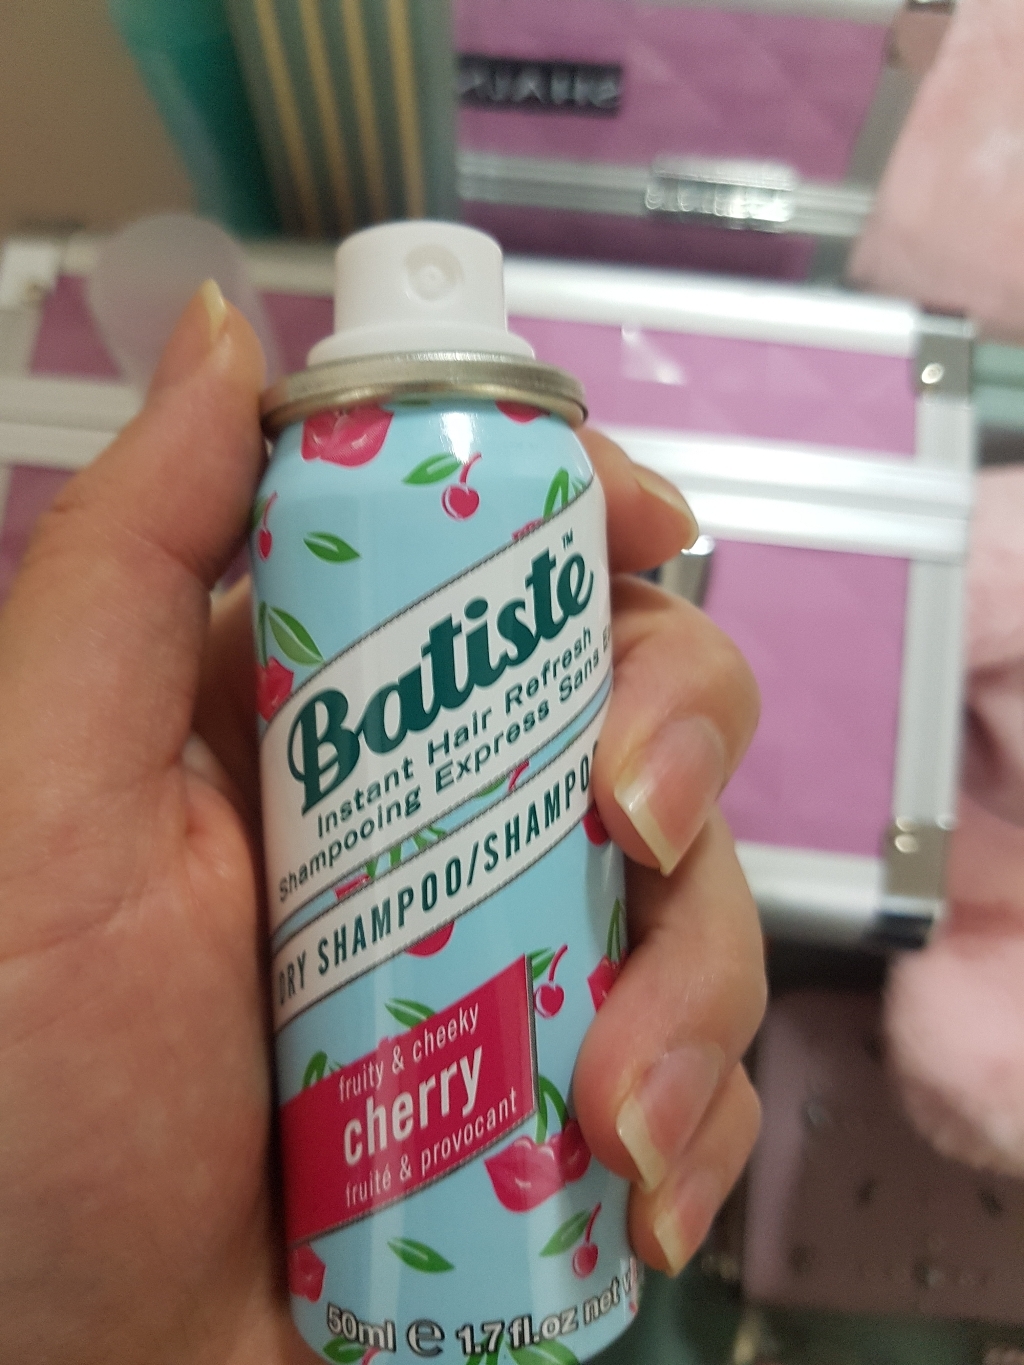 Batiste™
Instant Hair Refresh
Shampooing Express Sans
DRY SHAMPOO/SHAMPO
fruity & cheeky
cherry
fruité & provocant
50ml e 1.7 fl.oz net